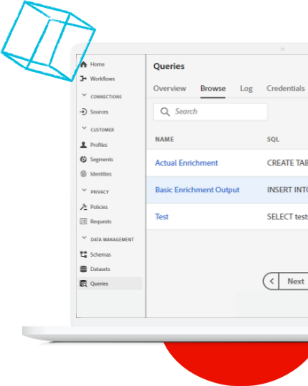 Home
Workflows
CONNECTIONS
Sources
CUSTOMER
Profiles
Segments
Identities
PRIVACY
Policies
Requests
DATA MANAGEMENT
Schemas
Datasets
Queries
Queries
Overview Browse Log Credentials
Search
NAME SQL
Actual Enrichment CREATE TAB
Basic Enrichment Output INSERT INTO
Test SELECT tests
< Next